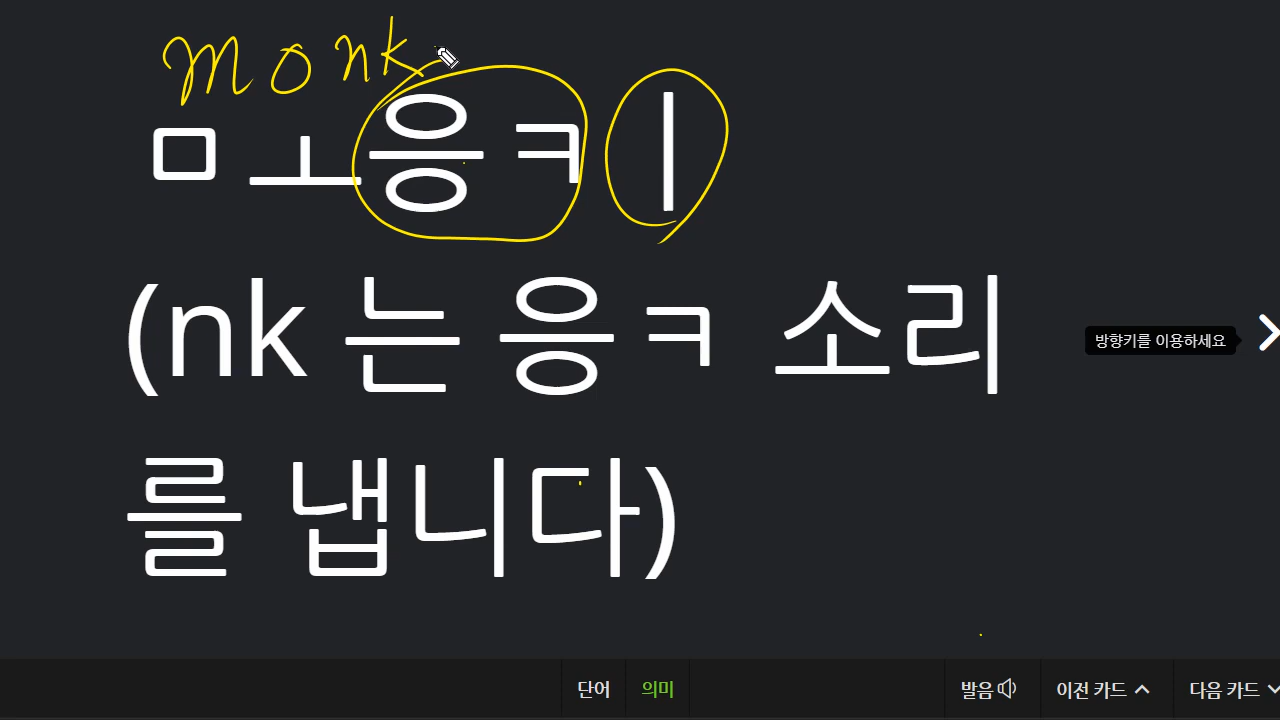 monk
ㅁㅗ응ㅋㅣ
(nk 는 응ㅋ 소리
를 냅니다)
방향키를 이용하세요
단어 의미 발음 이전 카드 다음 카드